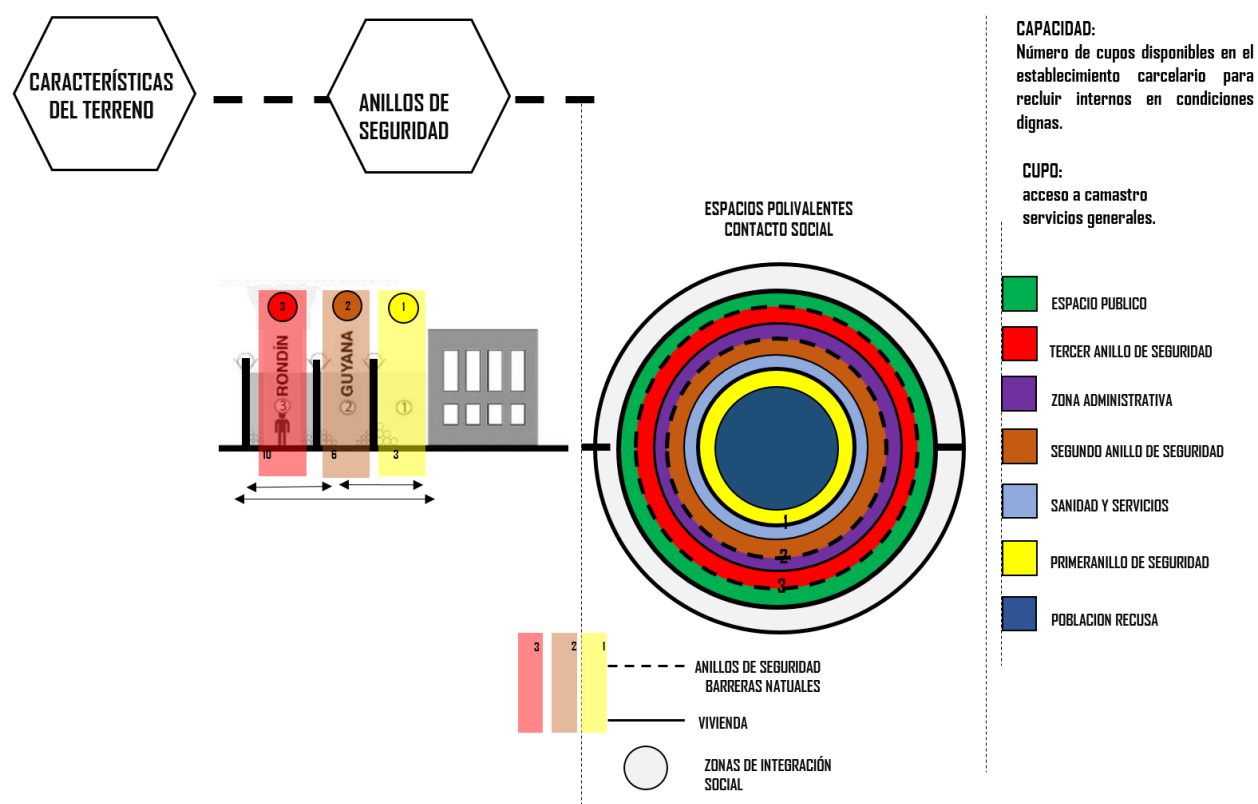 CARACTERÍSTICAS
DEL TERRENO
ANILLOS DE
SEGURIDAD
CAPACIDAD:
Número de cupos disponibles en el
establecimiento carcelario para
recluir internos en condiciones
dignas.
CUPO:
acceso a camastro
servicios generales.
ESPACIOS POLIVALENTES
CONTACTO SOCIAL
3
2
1
RONDÍN
GUYANA
3
2
1
10
6
3
1
2
3
ESPACIO PUBLICO
TERCER ANILLO DE SEGURIDAD
ZONA ADMINISTRATIVA
SEGUNDO ANILLO DE SEGURIDAD
SANIDAD Y SERVICIOS
PRIMERANILLO DE SEGURIDAD
POBLACION RECUSA
3
2
1
ANILLOS DE SEGURIDAD
BARRERAS NATUALES
VIVIENDA
ZONAS DE INTEGRACIÓN
SOCIAL